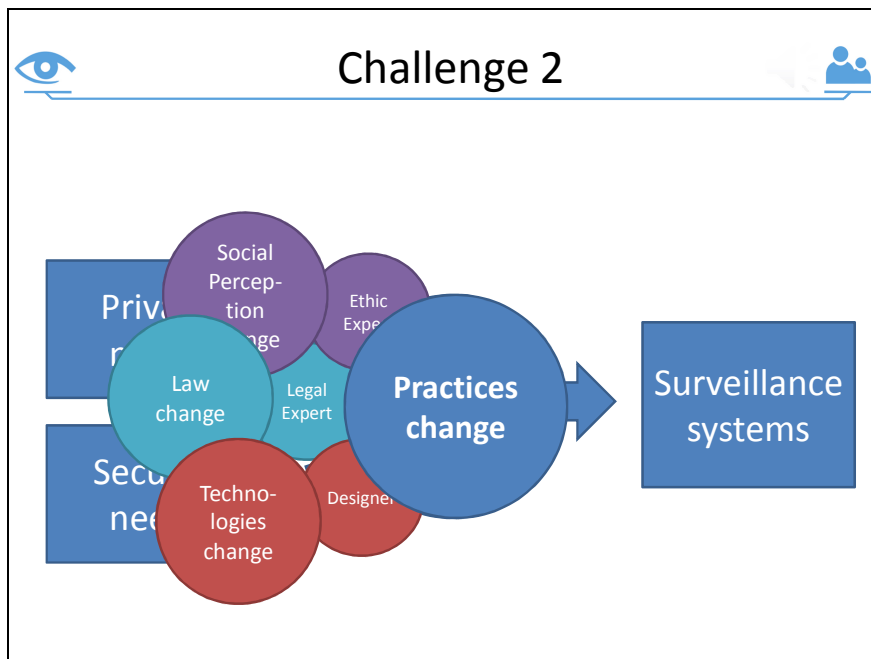 Challenge 2
Social
Percep-
tion
Ethic
Law
change
Legal
Expert
Practices
change
Surveillance
systems
Techno-
logies
change
Designer